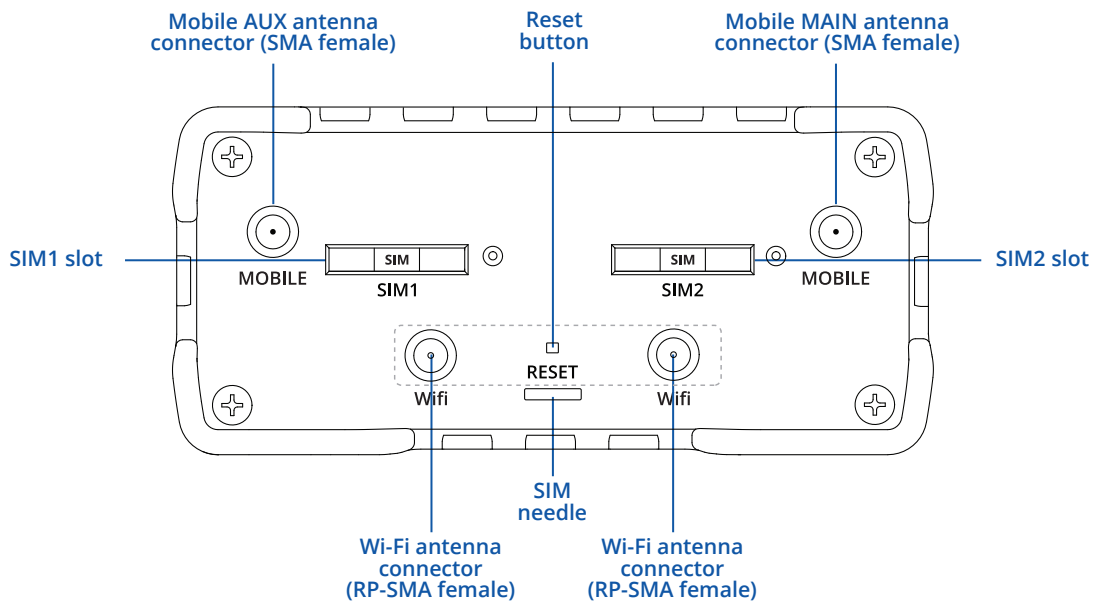 Mobile AUX antenna
connector (SMA female)
Reset
button
Mobile MAIN antenna
connector (SMA female)
SIM1 slot
SIM
SIM
SIM2 slot
MOBILE
SIM1
SIM2
MOBILE
RESET
Wifi
Wifi
SIM
needle
Wi-Fi antenna
connector
(RP-SMA female)
Wi-Fi antenna
connector
(RP-SMA female)